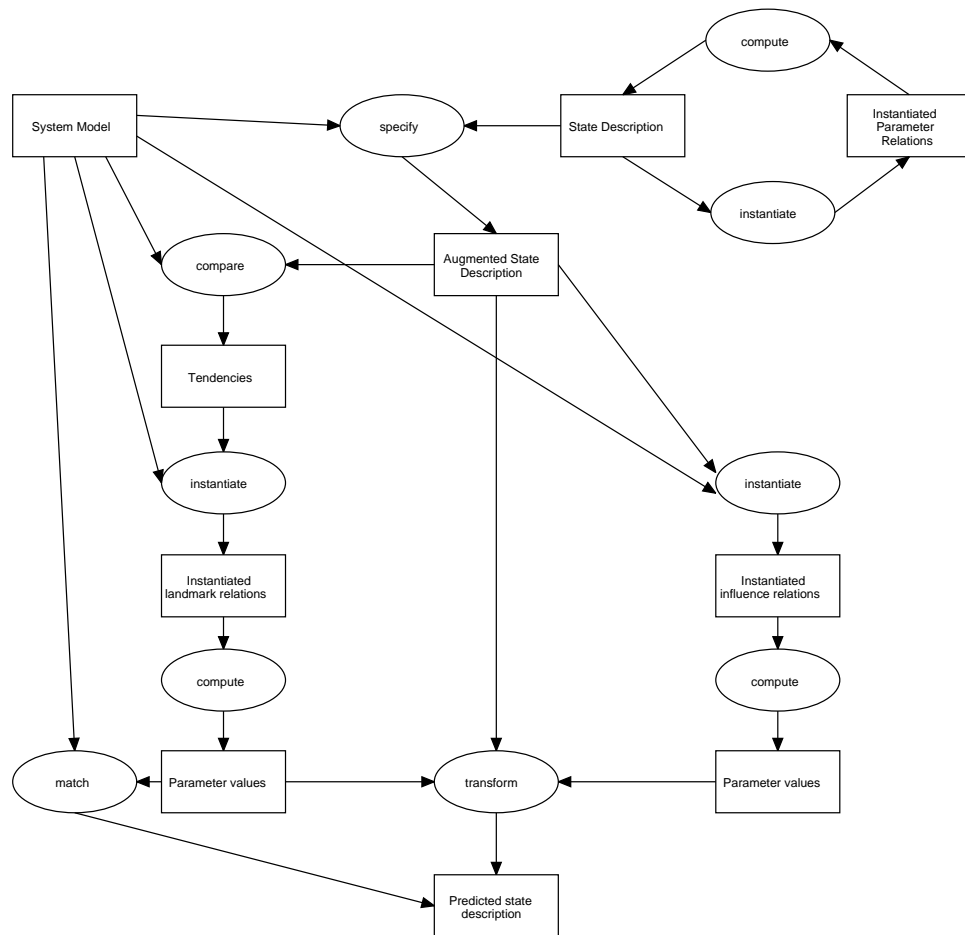 compute
System Model
specify
State Description
Instantiated
Parameter
Relations
instantiate
compare
Augmented State
Description
Tendencies
instantiate
instantiate
Instantiated
landmark relations
Instantiated
influence relations
compute
compute
match
Parameter values
transform
Parameter values
Predicted state
description